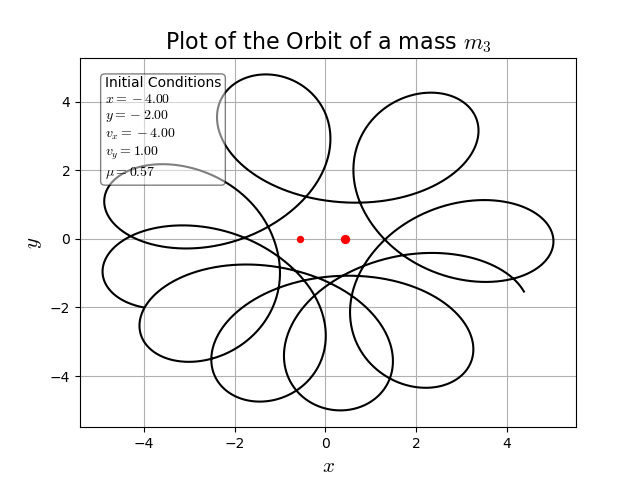 Plot of the Orbit of a mass m₃
Initial Conditions
x = −4.00
y = −2.00
vₓ = −4.00
v_y = 1.00
μ = 0.57
4
2
0
−2
−4
y
−4
−2
0
2
4
x